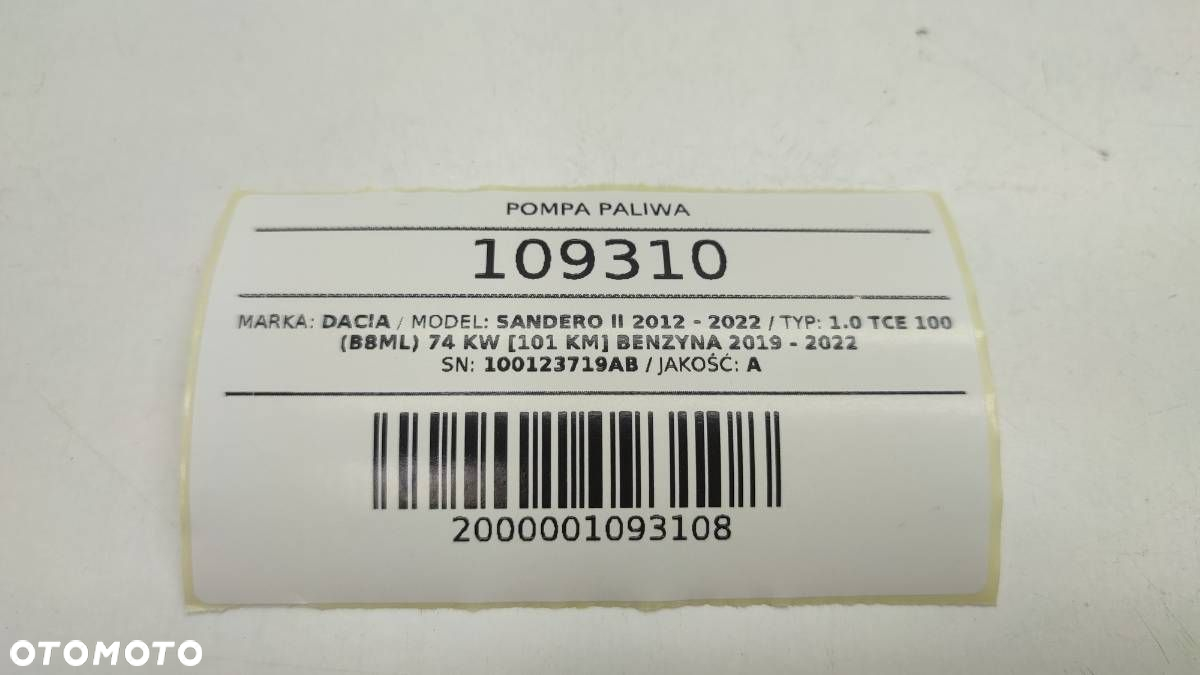 POMPA PALIWA
109310
MARKA: DACIA / MODEL: SANDERO II 2012 - 2022 / TYP: 1.0 TCE 100
(B8ML) 74 KW [101 KM] BENZYNA 2019 - 2022
SN: 100123719AB / JAKOŚĆ: A
2000001093108
OTOMOTO